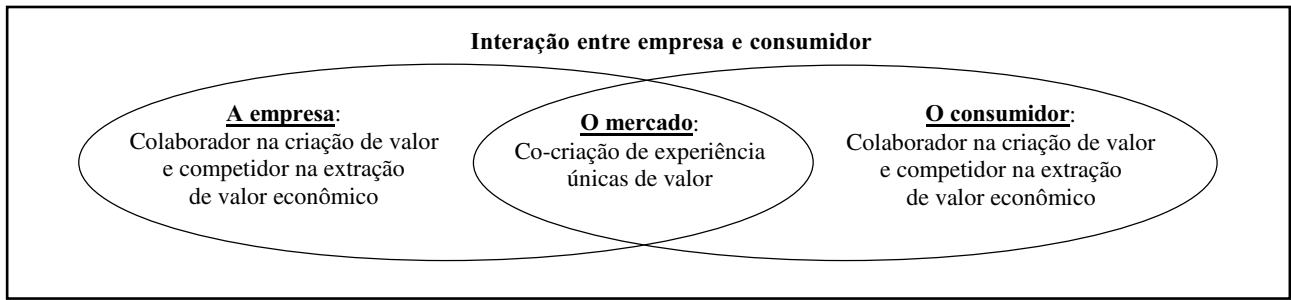 Interação entre empresa e consumidor
A empresa:
Colaborador na criação de valor
e competidor na extração
de valor econômico
O mercado:
Co-criação de experiência
únicas de valor
O consumidor:
Colaborador na criação de valor
e competidor na extração
de valor econômico